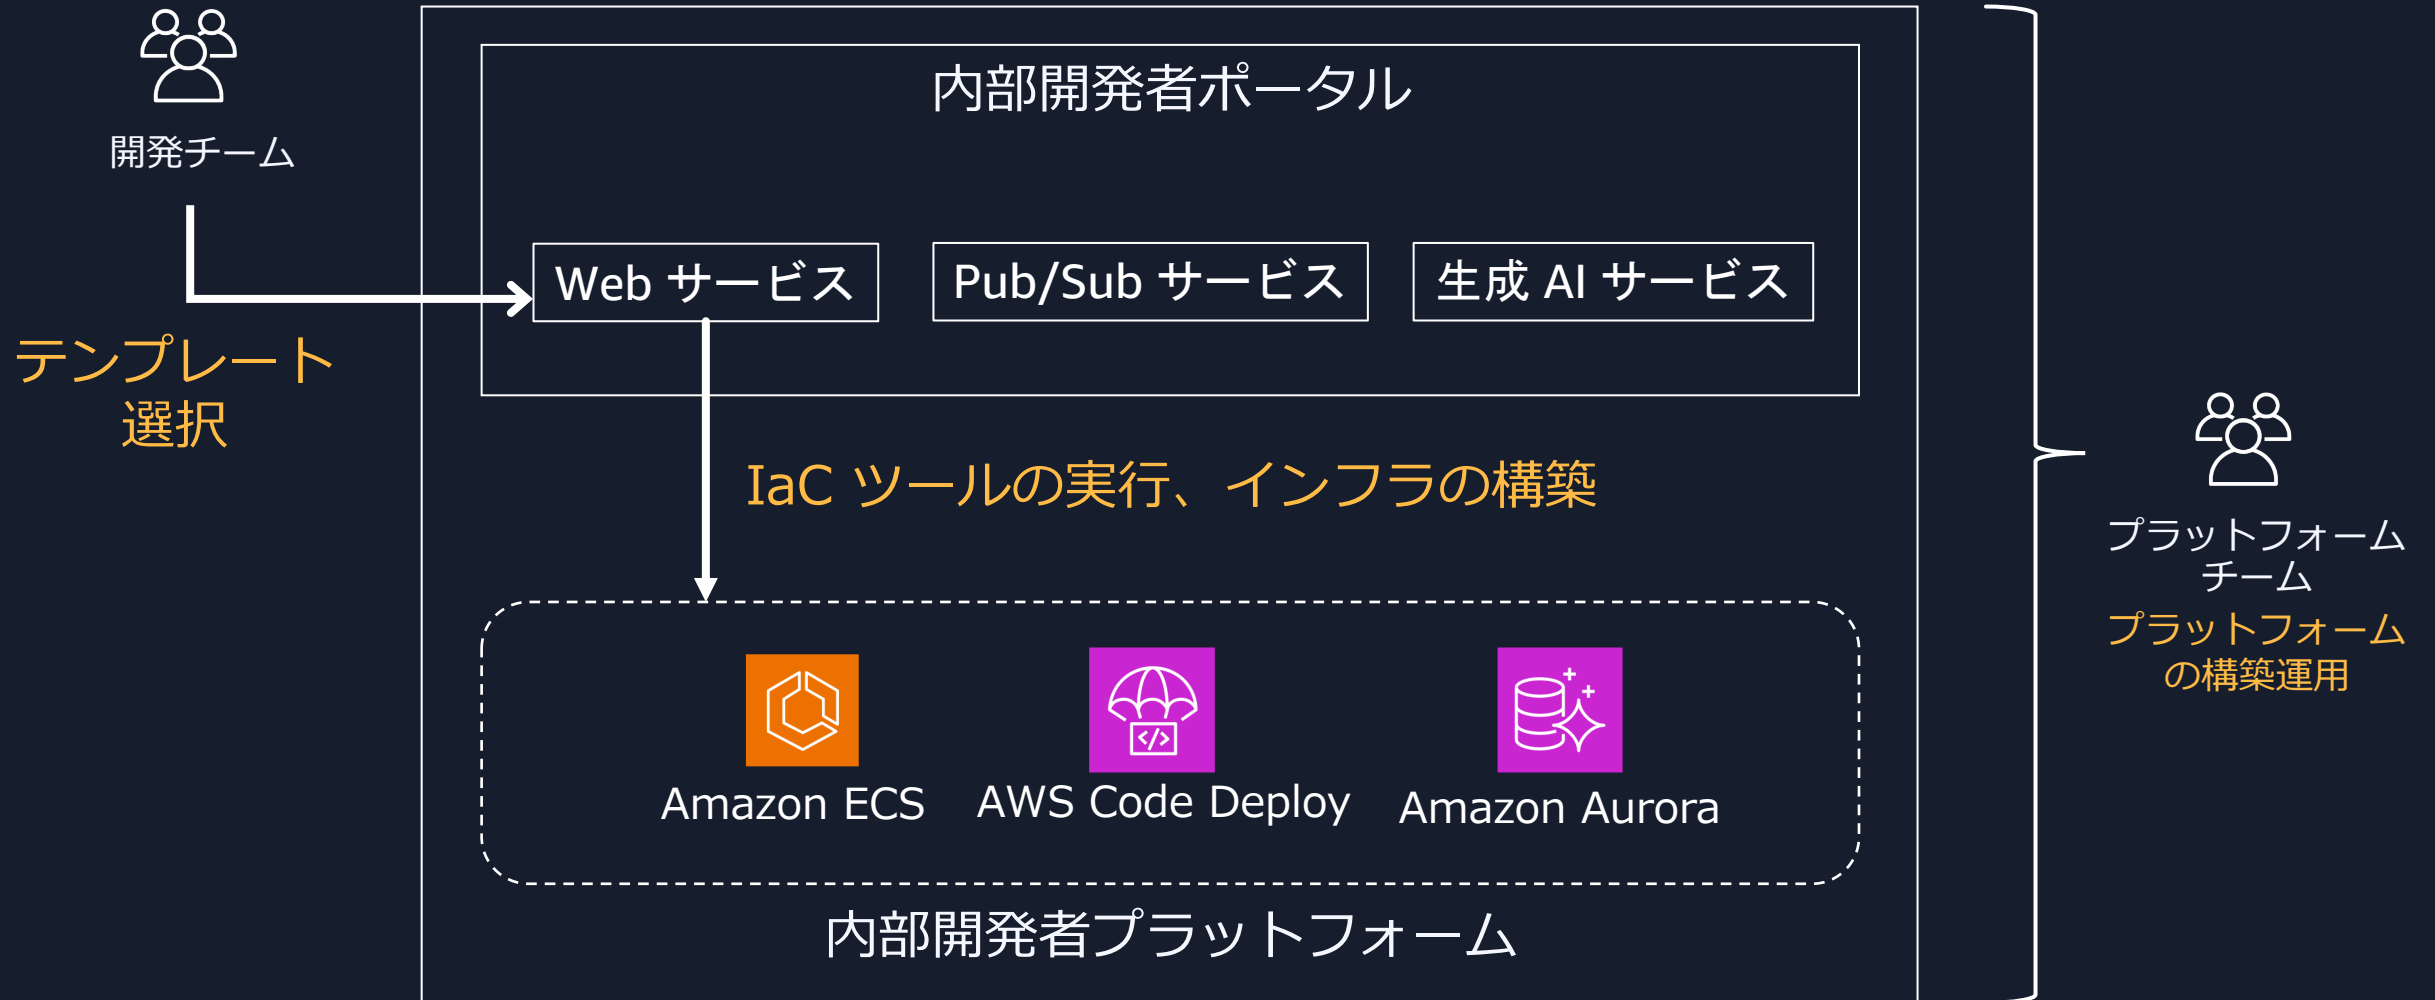 開発チーム
テンプレート
選択
内部開発者ポータル
Web サービス
Pub/Sub サービス
生成 AI サービス
IaC ツールの実行、インフラの構築
Amazon ECS
AWS Code Deploy
Amazon Aurora
内部開発者プラットフォーム
プラットフォーム
チーム
プラットフォーム
の構築運用